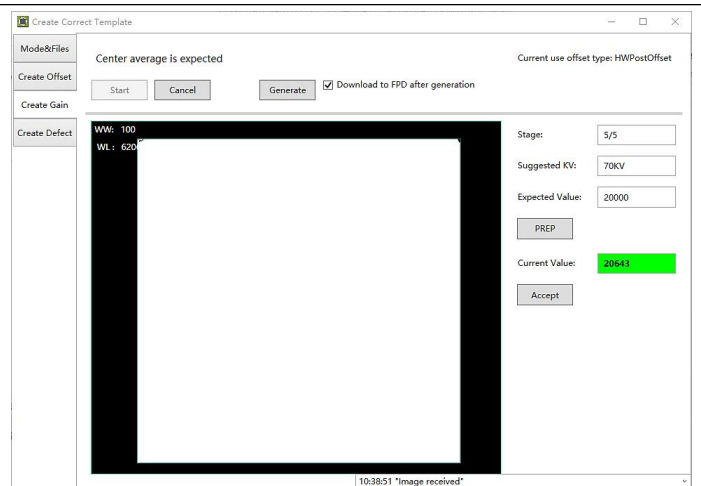 Create Correct Template
Mode&Files
Create Offset
Create Gain
Create Defect
Center average is expected
Current use offset type: HWPostOffset
Start
Cancel
Generate
Download to FPD after generation
WW: 100
WL: 620
Stage:
5/5
Suggested KV:
70KV
Expected Value:
20000
PREP
Current Value:
20643
Accept
10:38:51 "Image received"